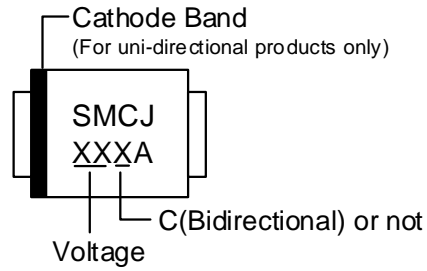 Cathode Band
(For uni-directional products only)
SMCJ
XXXA
C(Bidirectional) or not
Voltage